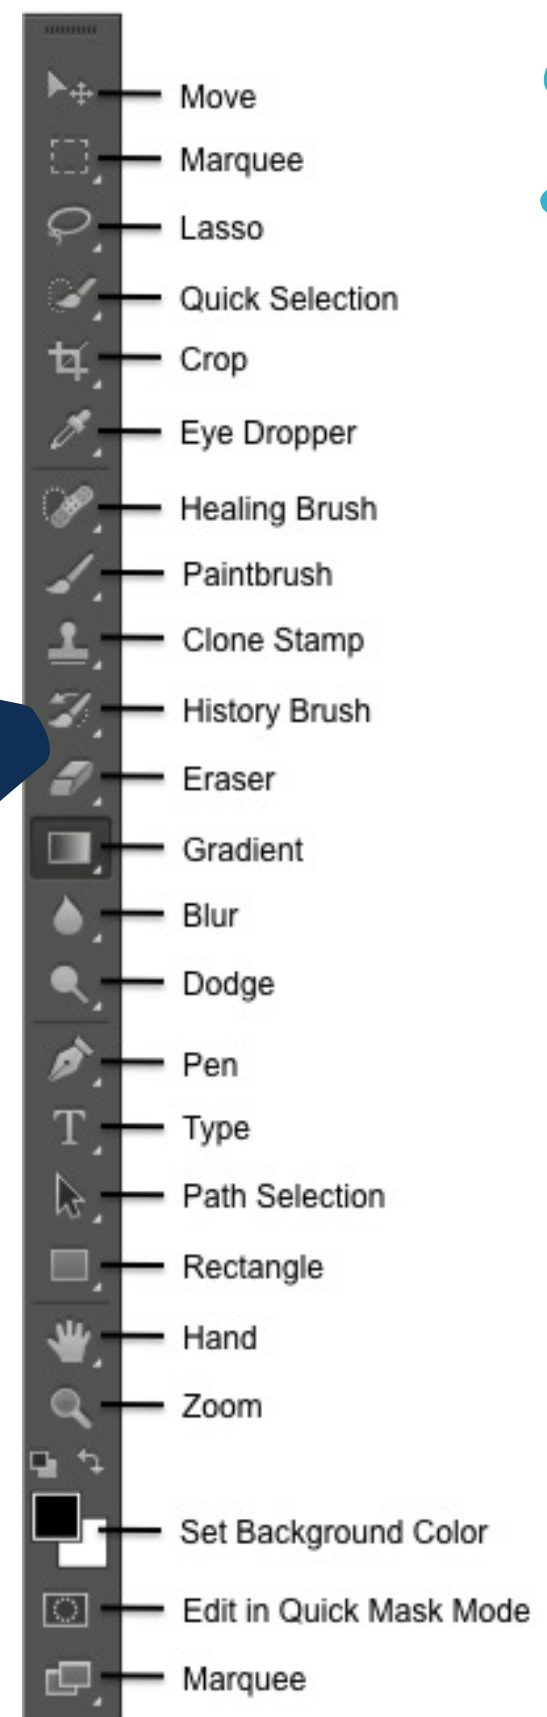 Move
Marquee
Lasso
Quick Selection
Crop
Eye Dropper
Healing Brush
Paintbrush
Clone Stamp
History Brush
Eraser
Gradient
Blur
Dodge
Pen
Type
Path Selection
Rectangle
Hand
Zoom
Set Background Color
Edit in Quick Mask Mode
Marquee